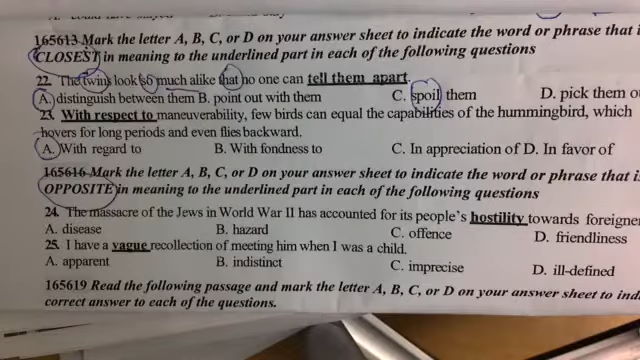 165613 Mark the letter A, B, C, or D on your answer sheet to indicate the word or phrase that i
CLOSEST in meaning to the underlined part in each of the following questions
22. The twins look so much alike that no one can tell them apart.
A. distinguish between them B. point out with them C. spoil them D. pick them o
23. With respect to maneuverability, few birds can equal the capabilities of the hummingbird, which
hovers for long periods and even flies backward.
A. With regard to B. With fondness to C. In appreciation of D. In favor of
165616 Mark the letter A, B, C, or D on your answer sheet to indicate the word or phrase that i
OPPOSITE in meaning to the underlined part in each of the following questions
24. The massacre of the Jews in World War II has accounted for its people's hostility towards foreigne
A. disease B. hazard C. offence D. friendliness
25. I have a vague recollection of meeting him when I was a child.
A. apparent B. indistinct C. imprecise D. ill-defined
165619 Read the following passage and mark the letter A, B, C, or D on your answer sheet to ind
correct answer to each of the questions.